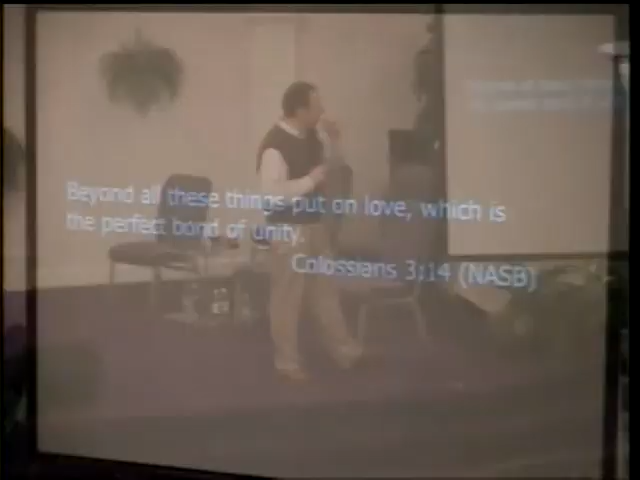 Beyond all these things put on love, which is
the perfect bond of unity.
Colossians 3:14 (NASB)